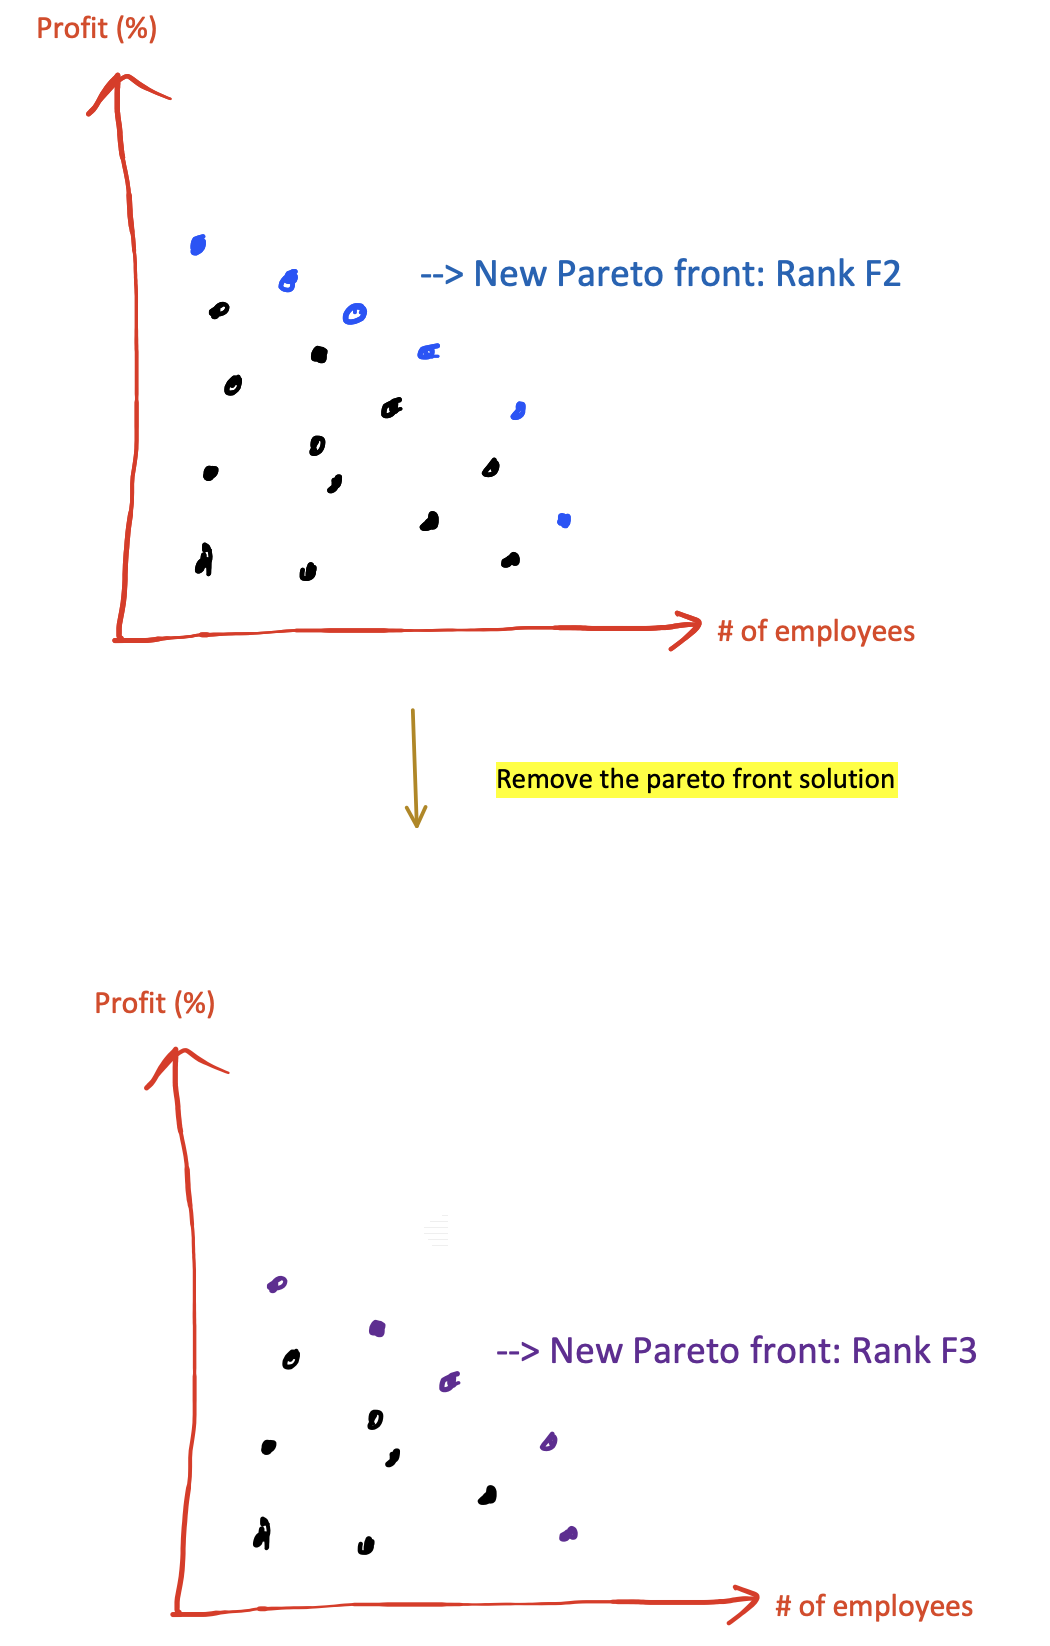 Profit (%)
--> New Pareto front: Rank F2
# of employees
Remove the pareto front solution
Profit (%)
--> New Pareto front: Rank F3
# of employees